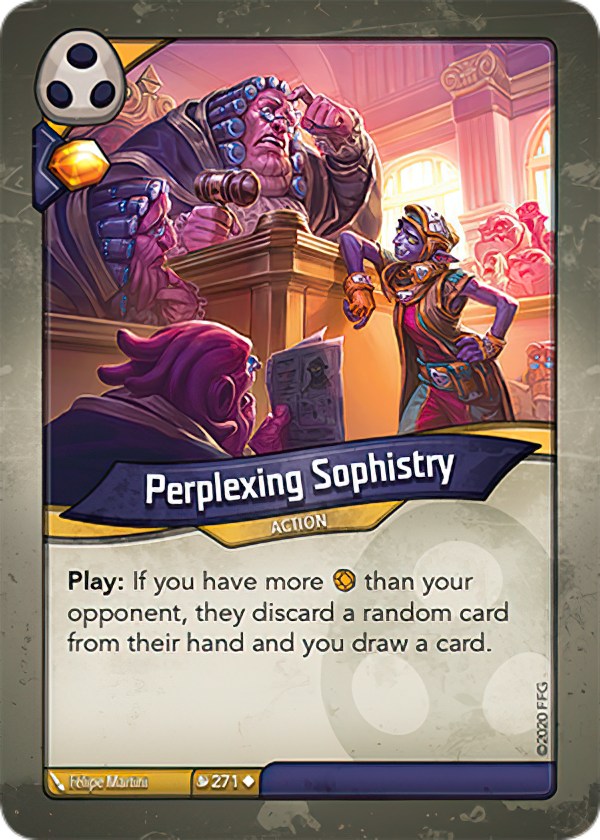 Perplexing Sophistry
ACTION
Play: If you have more than your
opponent, they discard a random card
from their hand and you draw a card.
©2020 FFG
Felipe Martini
271